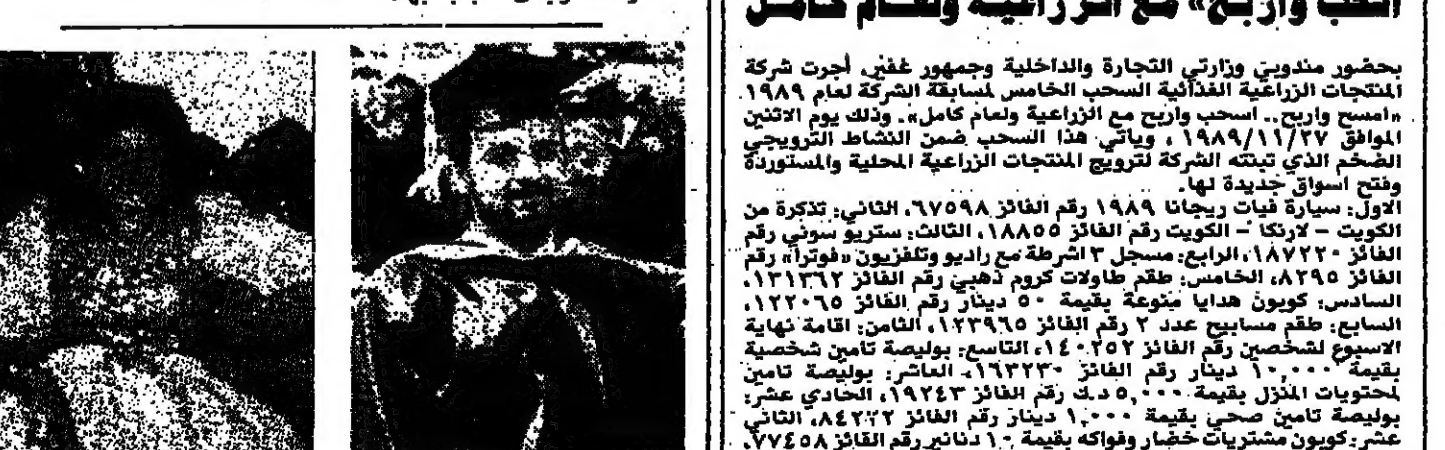 مع الزراعية ولعام كامل
بحضور مندوبي وزارتي التجارة والداخلية وجمهور غفير، أجرت شركة
المنتجات الزراعية الغذائية السحب الخامس لمسابقة الشركة لعام ١٩٨٩
«امسح واربح.. اسحب واربح مع الزراعية ولعام كامل». وذلك يوم الاثنين
الموافق ١٩٨٩/١١/٢٧ ، وياتي هذا السحب ضمن النشاط الترويجي
الضخم الذي تبنته الشركة لترويج المنتجات الزراعية المحلية والمستوردة
وفتح اسواق جديدة لها.
الاول: سيارة فيات ريجاتا ١٩٨٩ رقم الفائز ٦٧٥٩٨، الثاني: تذكرة من
الكويت – لارنكا – الكويت رقم الفائز ١٨٨٥٥، الثالث: ستريو سوني رقم
الفائز ١٨٧٢٢٠، الرابع: مسجل ٣ اشرطة مع راديو وتلفزيون «فوترا» رقم
الفائز ٨٢٩٥، الخامس: طقم طاولات كروم ذهبي رقم الفائز ١٣١٣٦٢،
السادس: كوبون هدايا منوعة بقيمة ٥٠ دينار رقم الفائز ١٢٢٠٦٥،
السابع: طقم مسابيح عدد ٢ رقم الفائز ١٢٣٩٦٥، الثامن: اقامة نهاية
الاسبوع لشخصين رقم الفائز ١٤٠٢٥٢، التاسع: بوليصة تامين شخصية
بقيمة ١٠,٠٠٠ دينار رقم الفائز ١٦٣٢٣٠، العاشر: بوليصة تامين
لمحتويات المنزل بقيمة ٥,٠٠٠ د.ك رقم الفائز ١٩٢٤٣، الحادي عشر:
بوليصة تامين صحي بقيمة ١,٠٠٠ دينار رقم الفائز ٨٤٢٢٢، الثاني
عشر: كوبون مشتريات خضار وفواكه بقيمة ١٠ دنانير رقم الفائز ٧٧٤٥٨،